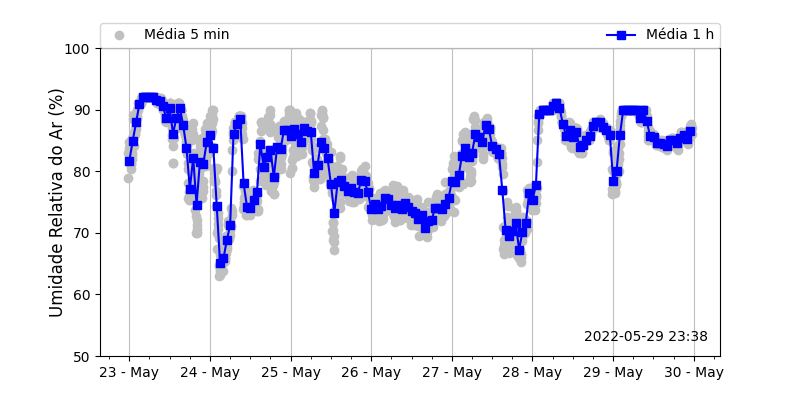 Média 5 min
Média 1 h
Umidade Relativa do Ar (%)
100
90
80
70
60
50
2022-05-29 23:38
23 - May
24 - May
25 - May
26 - May
27 - May
28 - May
29 - May
30 - May